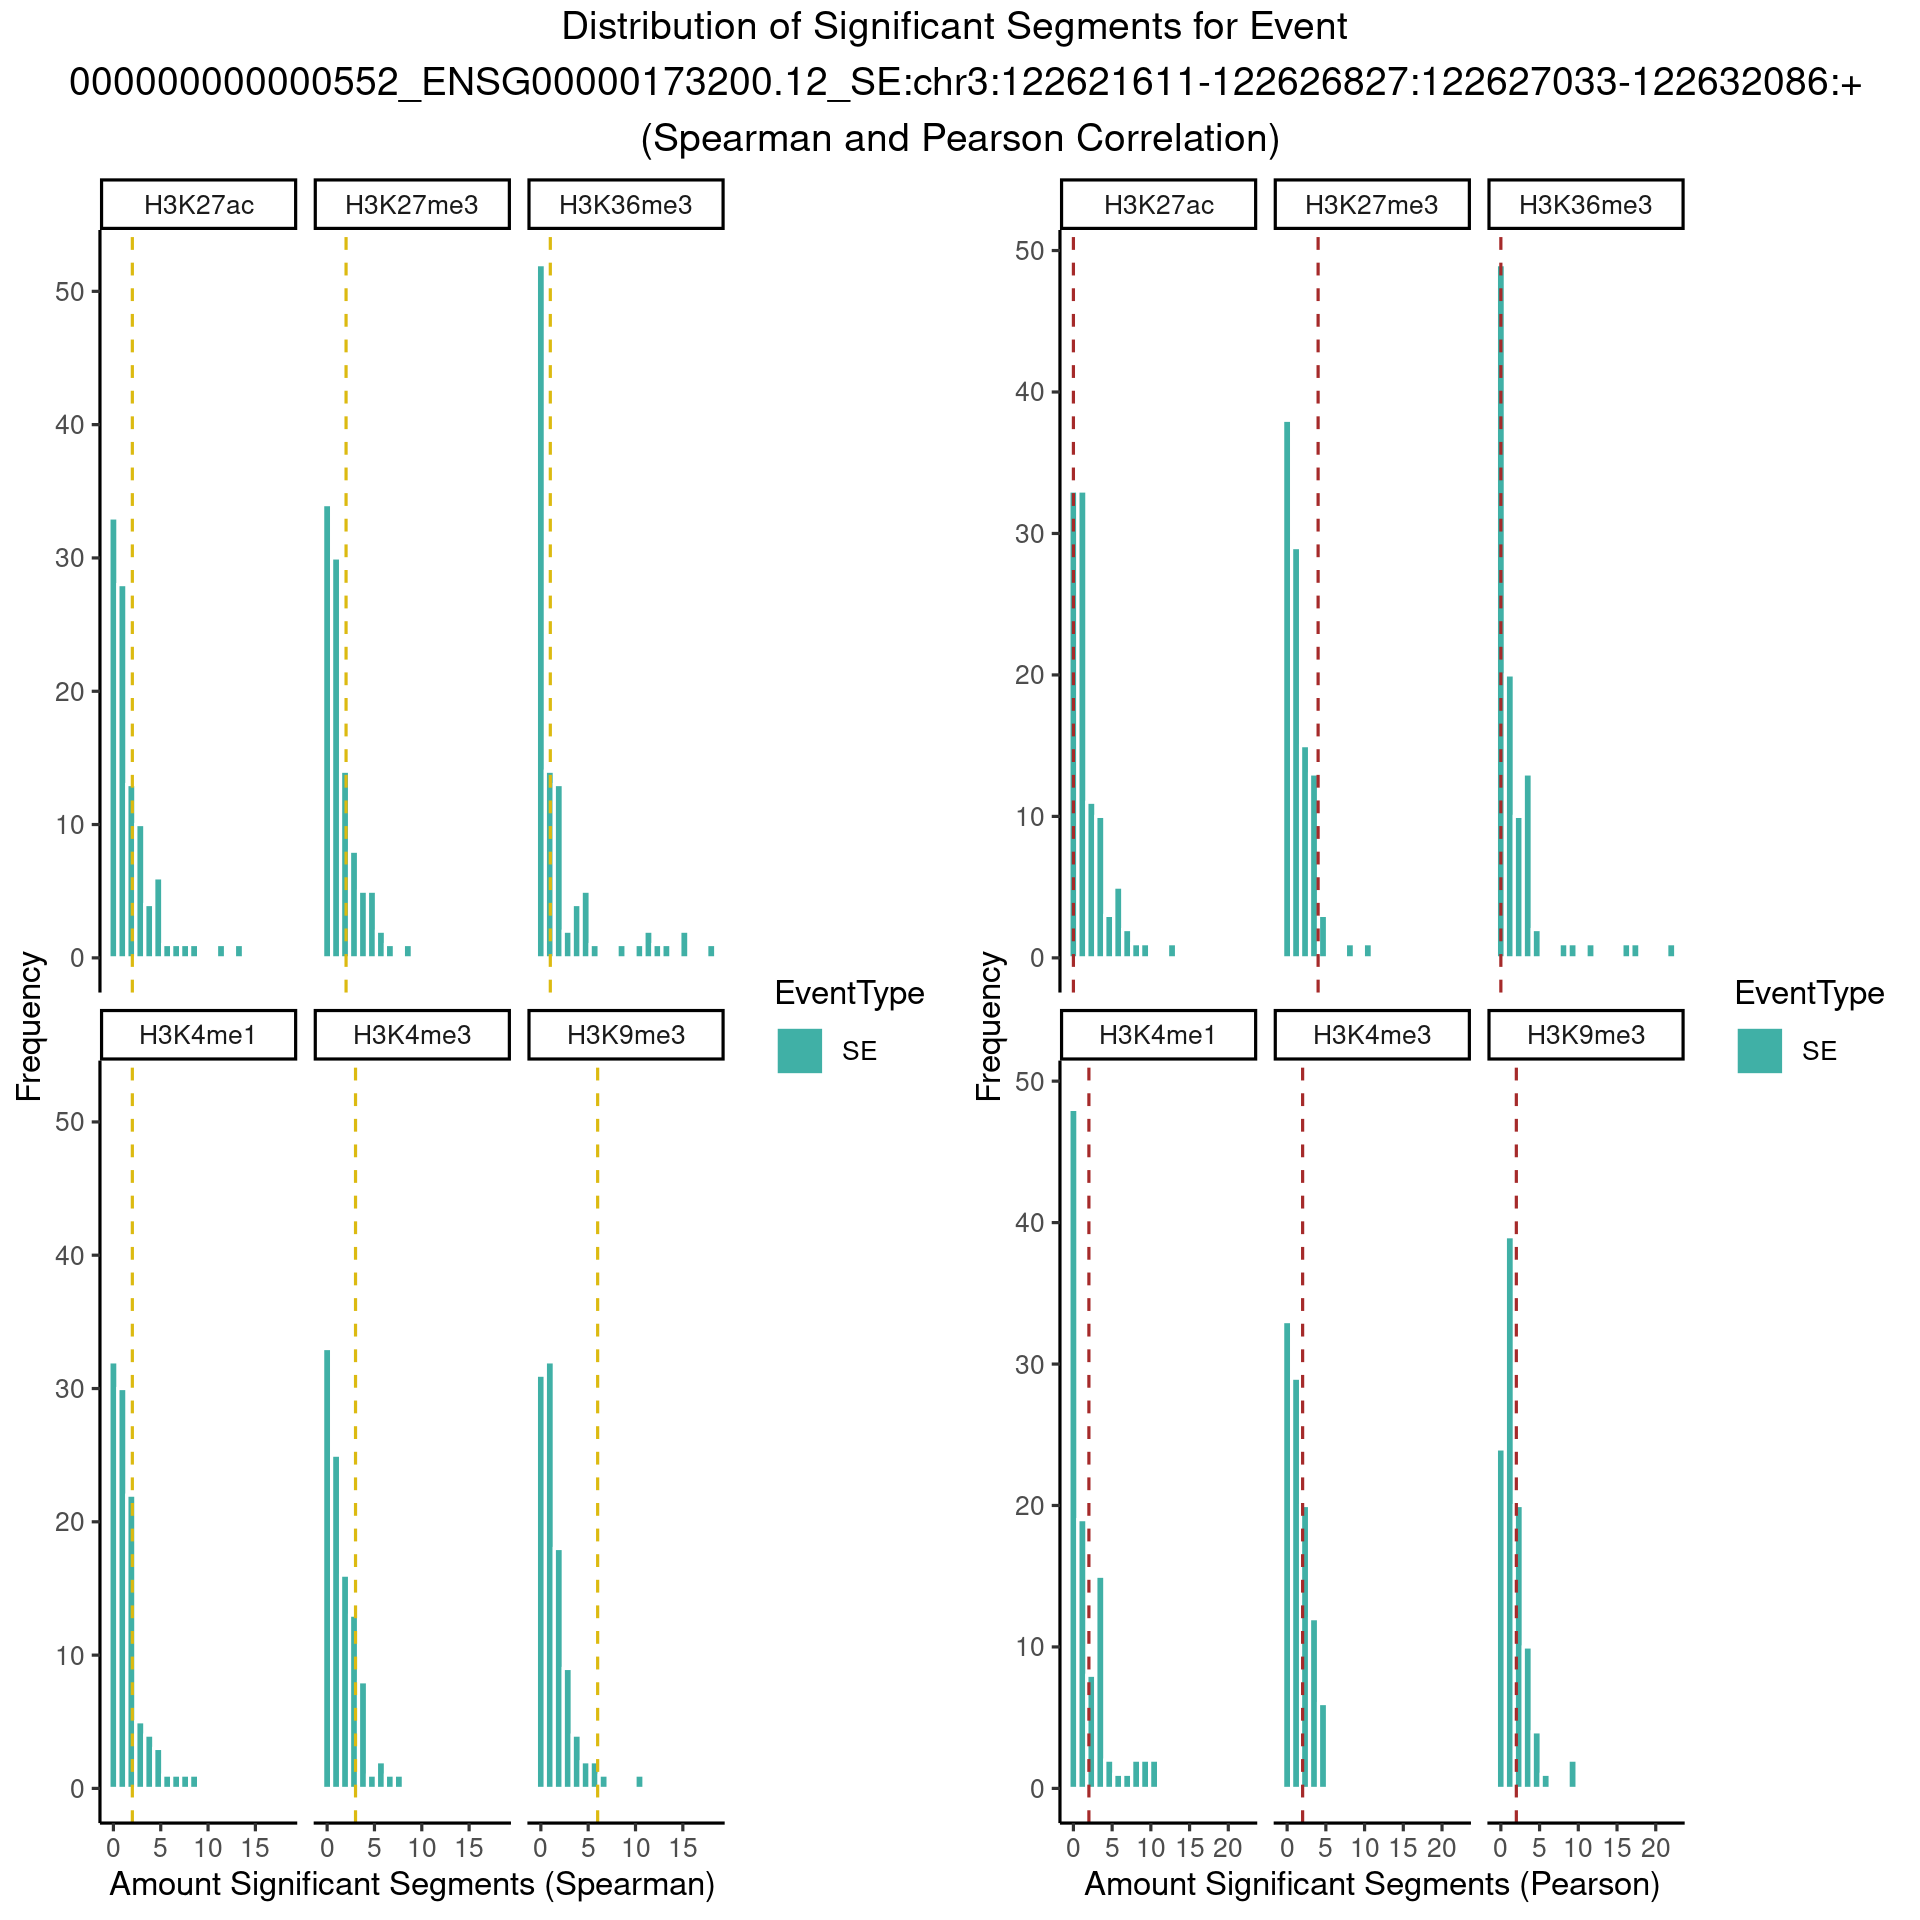 Distribution of Significant Segments for Event
000000000000552_ENSG00000173200.12_SE:chr3:122621611-122626827:122627033-122632086:+
(Spearman and Pearson Correlation)
H3K27ac H3K27me3 H3K36me3
50
40
30
20
10
0
H3K4me1 H3K4me3 H3K9me3
50
40
30
20
10
0
0 5 10 15 0 5 10 15 0 5 10 15
Frequency
Amount Significant Segments (Spearman)
EventType
SE
H3K27ac H3K27me3 H3K36me3
50
40
30
20
10
0
H3K4me1 H3K4me3 H3K9me3
50
40
30
20
10
0
0 5 10 15 20 0 5 10 15 20 0 5 10 15 20
Frequency
Amount Significant Segments (Pearson)
EventType
SE